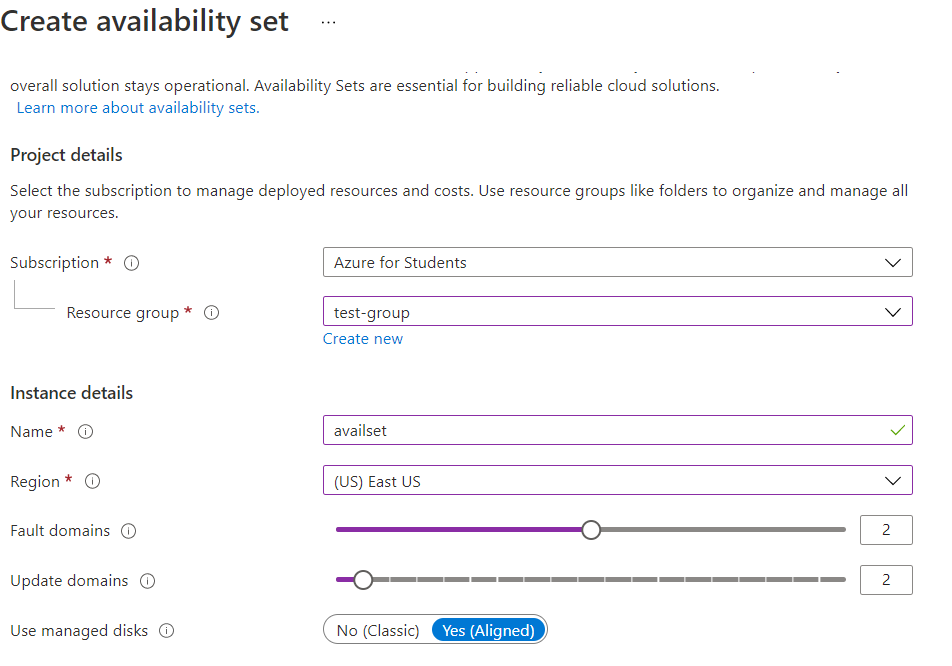 Create availability set ...
overall solution stays operational. Availability Sets are essential for building reliable cloud solutions.
Learn more about availability sets.
Project details
Select the subscription to manage deployed resources and costs. Use resource groups like folders to organize and manage all
your resources.
Subscription * Azure for Students
Resource group * test-group
Create new
Instance details
Name * availset
Region * (US) East US
Fault domains 2
Update domains 2
Use managed disks No (Classic) Yes (Aligned)